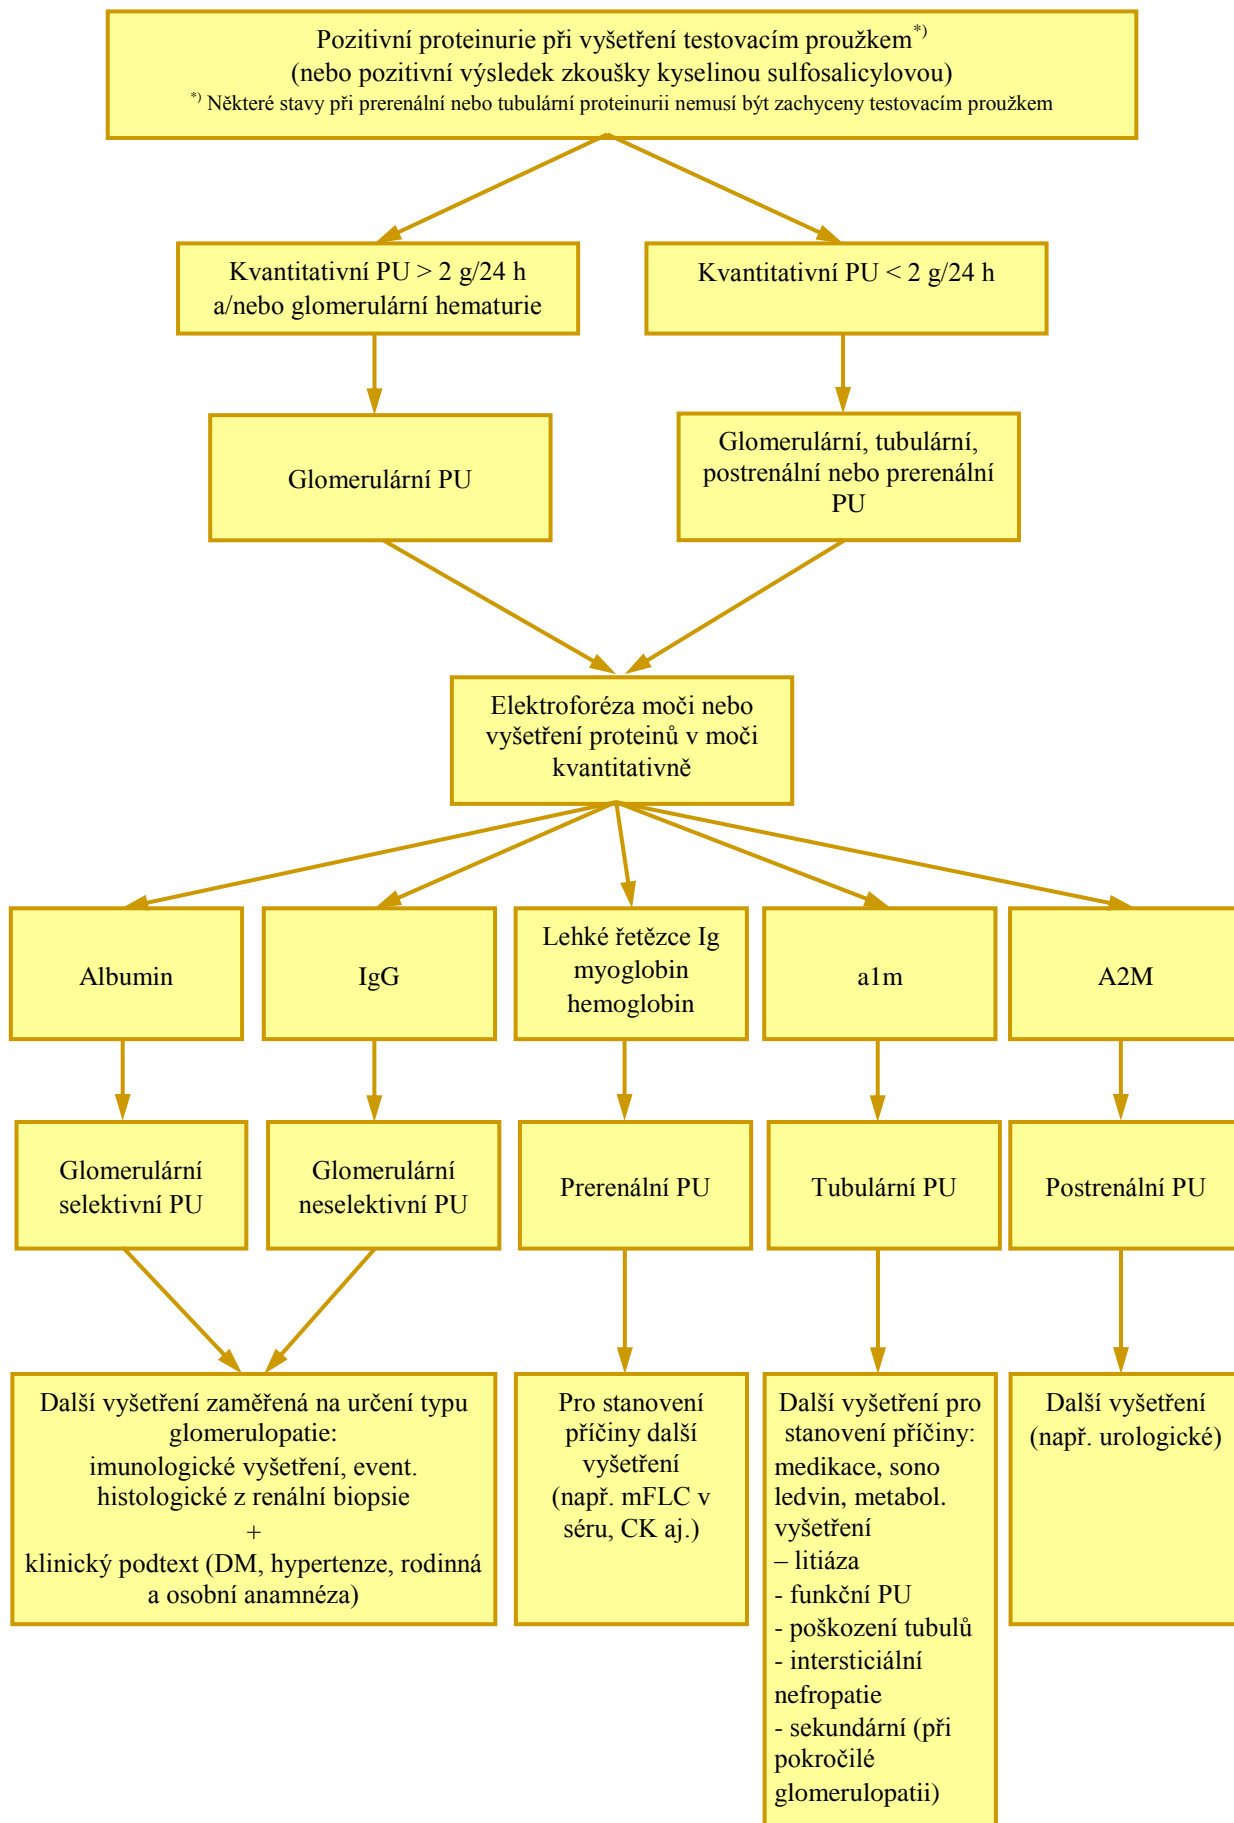 Pozitivní proteinurie při vyšetření testovacím proužkem*)
(nebo pozitivní výsledek zkoušky kyselinou sulfosalicylovou)
*) Některé stavy při prerenální nebo tubulární proteinurii nemusí být zachyceny testovacím proužkem
Kvantitativní PU > 2 g/24 h
a/nebo glomerulární hematurie
Kvantitativní PU < 2 g/24 h
Glomerulární PU
Glomerulární, tubulární,
postrenální nebo prerenální
PU
Elektroforéza moči nebo
vyšetření proteinů v moči
kvantitativně
Albumin
IgG
Lehké řetězce Ig
myoglobin
hemoglobin
a1m
A2M
Glomerulární
selektivní PU
Glomerulární
neselektivní PU
Prerenální PU
Tubulární PU
Postrenální PU
Další vyšetření zaměřená na určení typu
glomerulopatie:
imunologické vyšetření, event.
histologické z renální biopsie
+
klinický podtext (DM, hypertenze, rodinná
a osobní anamnéza)
Pro stanovení
příčiny další
vyšetření
(např. mFLC v
séru, CK aj.)
Další vyšetření pro
stanovení příčiny:
medikace, sono
ledvin, metabol.
vyšetření
– litiáza
- funkční PU
- poškození tubulů
- intersticiální
nefropatie
- sekundární (při
pokročilé
glomerulopatii)
Další vyšetření
(např. urologické)